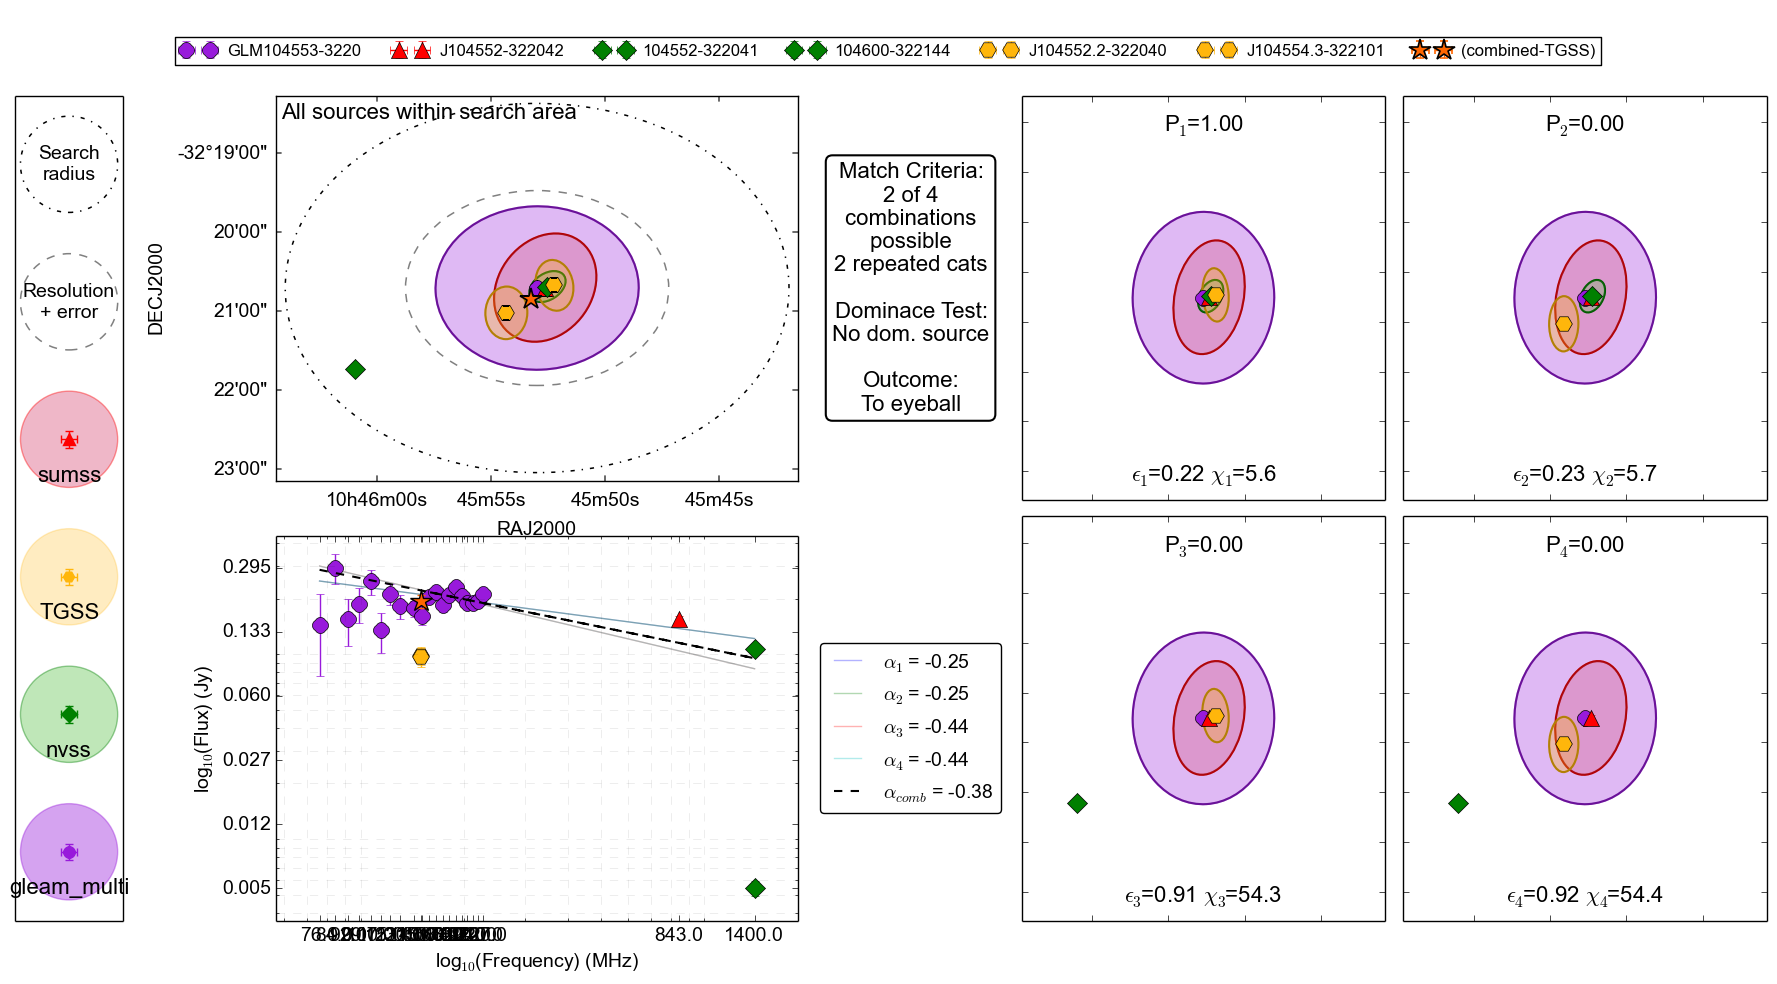 GLM104553-3220 J104552-322042 104552-322041 104600-322144 J104552.2-322040 J104554.3-322101 (combined-TGSS)
Search
radius
Resolution
+ error
sumss
TGSS
nvss
gleam_multi
All sources within search area
DECJ2000
-32°19'00"
20'00"
21'00"
22'00"
23'00"
10h46m00s 45m55s 45m50s 45m45s
RAJ2000
Match Criteria:
2 of 4
combinations
possible
2 repeated cats
Dominace Test:
No dom. source
Outcome:
To eyeball
P1=1.00
ϵ1=0.22 χ1=5.6
P2=0.00
ϵ2=0.23 χ2=5.7
log10(Flux) (Jy)
0.295
0.133
0.060
0.027
0.012
0.005
843.0 1400.0
log10(Frequency) (MHz)
α1 = -0.25
α2 = -0.25
α3 = -0.44
α4 = -0.44
αcomb = -0.38
P3=0.00
ϵ3=0.91 χ3=54.3
P4=0.00
ϵ4=0.92 χ4=54.4